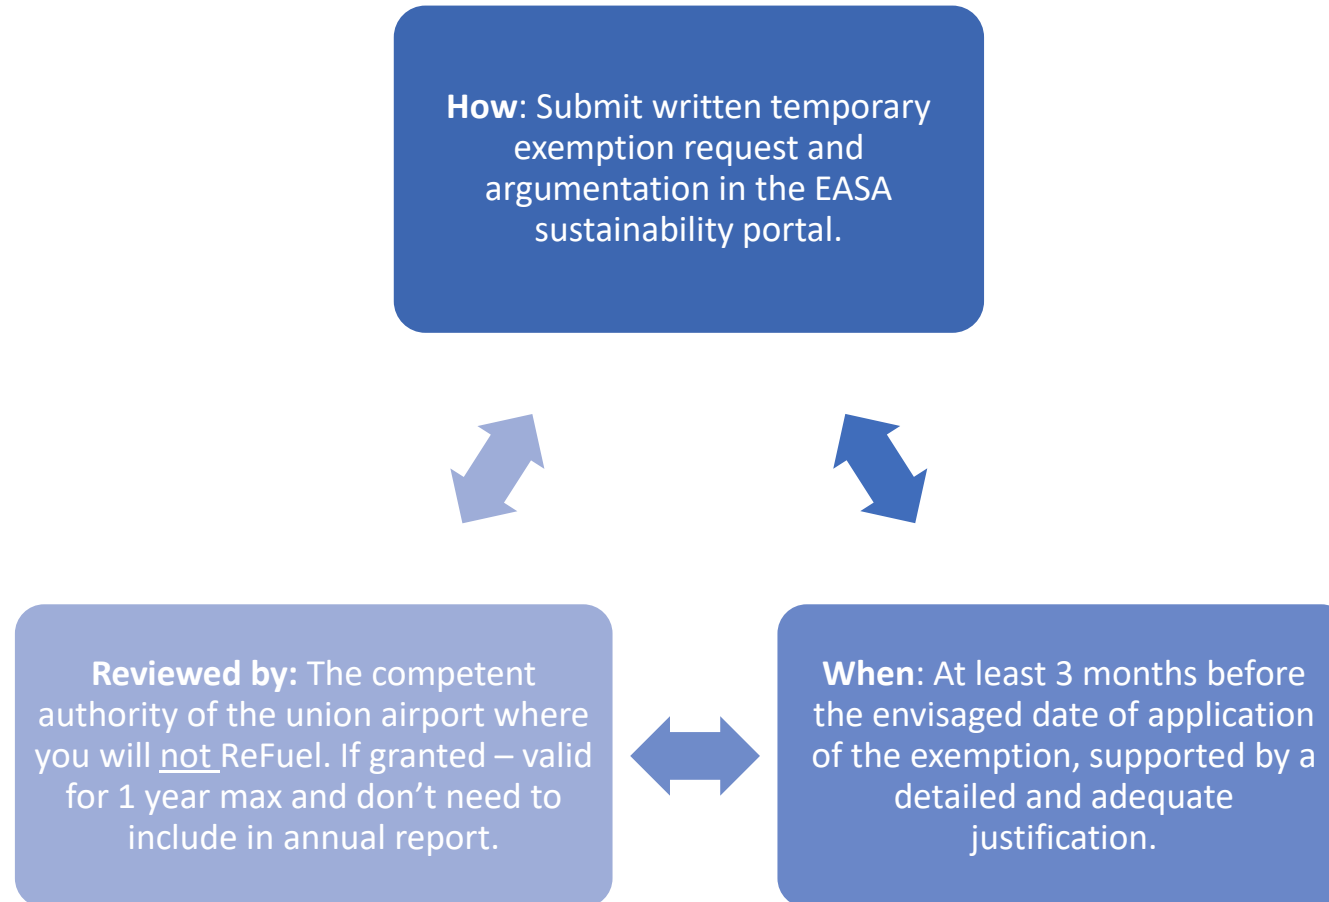 How: Submit written temporary
exemption request and
argumentation in the EASA
sustainability portal.
Reviewed by: The competent
authority of the union airport where
you will not ReFuel. If granted – valid
for 1 year max and don’t need to
include in annual report.
When: At least 3 months before
the envisaged date of application
of the exemption, supported by a
detailed and adequate
justification.